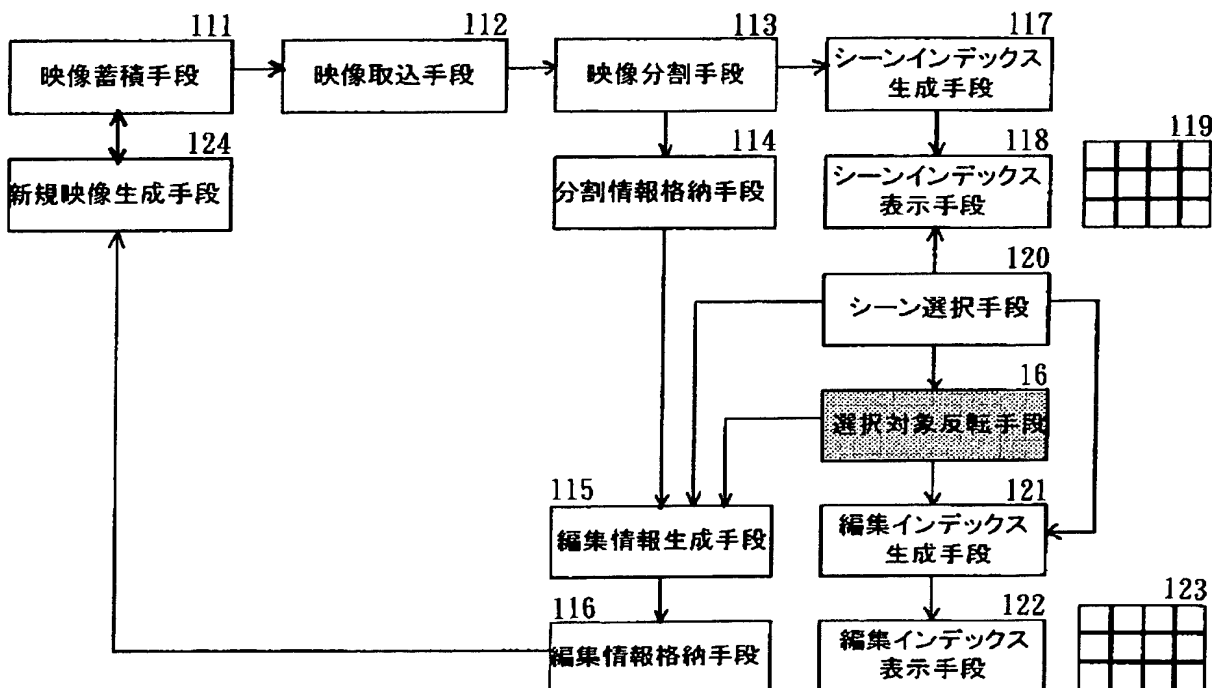 111
映像蓄積手段
112
映像取込手段
113
映像分割手段
117
シーンインデックス
生成手段
124
新規映像生成手段
114
分割情報格納手段
118
シーンインデックス
表示手段
119
120
シーン選択手段
16
選択対象反転手段
115
編集情報生成手段
121
編集インデックス
生成手段
116
編集情報格納手段
122
編集インデックス
表示手段
123